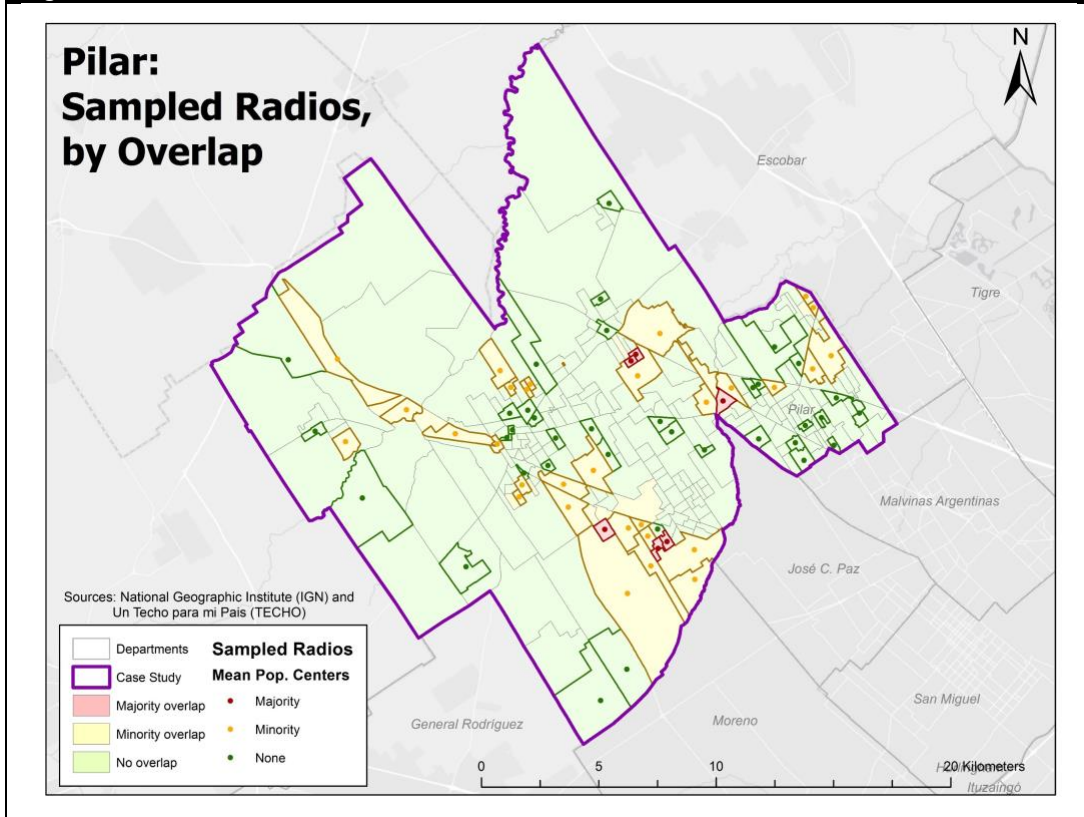 Pilar:
Sampled Radios,
by Overlap
N
Escobar
Tigre
Pilar
Malvinas Argentinas
José C. Paz
San Miguel
Moreno
General Rodríguez
Ituzaingó
Sources: National Geographic Institute (IGN) and
Un Techo para mi País (TECHO)
Departments
Case Study
Majority overlap
Minority overlap
No overlap
Sampled Radios
Mean Pop. Centers
Majority
Minority
None
0 5 10 20 Kilometers